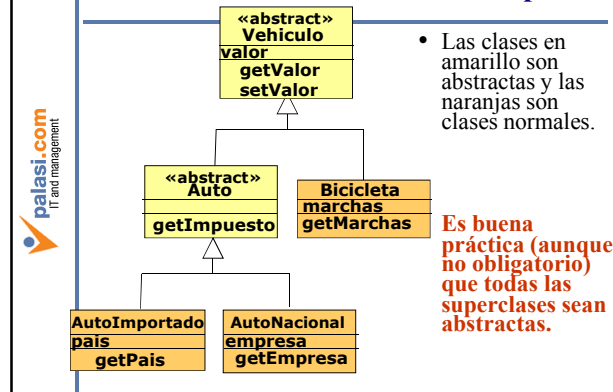 «abstract»
Vehiculo
valor
getValor
setValor
• Las clases en
amarillo son
abstractas y las
naranjas son
clases normales.
palasi.com
IT and management
«abstract»
Auto
getImpuesto
Bicicleta
marchas
getMarchas
Es buena
práctica (aunque
no obligatorio)
que todas las
superclases sean
abstractas.
AutoImportado
pais
getPais
AutoNacional
empresa
getEmpresa